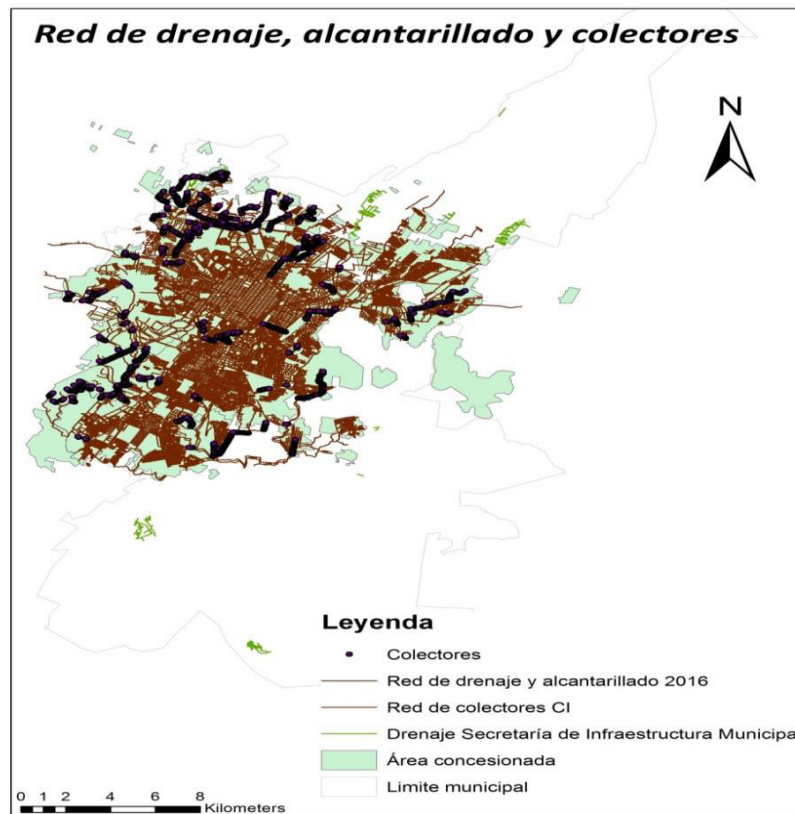 Red de drenaje, alcantarillado y colectores
N
Leyenda
Colectores
Red de drenaje y alcantarillado 2016
Red de colectores CI
Drenaje Secretaría de Infraestructura Municipa
Área concesionada
Limite municipal
0 1 2 4 6 8
Kilometers